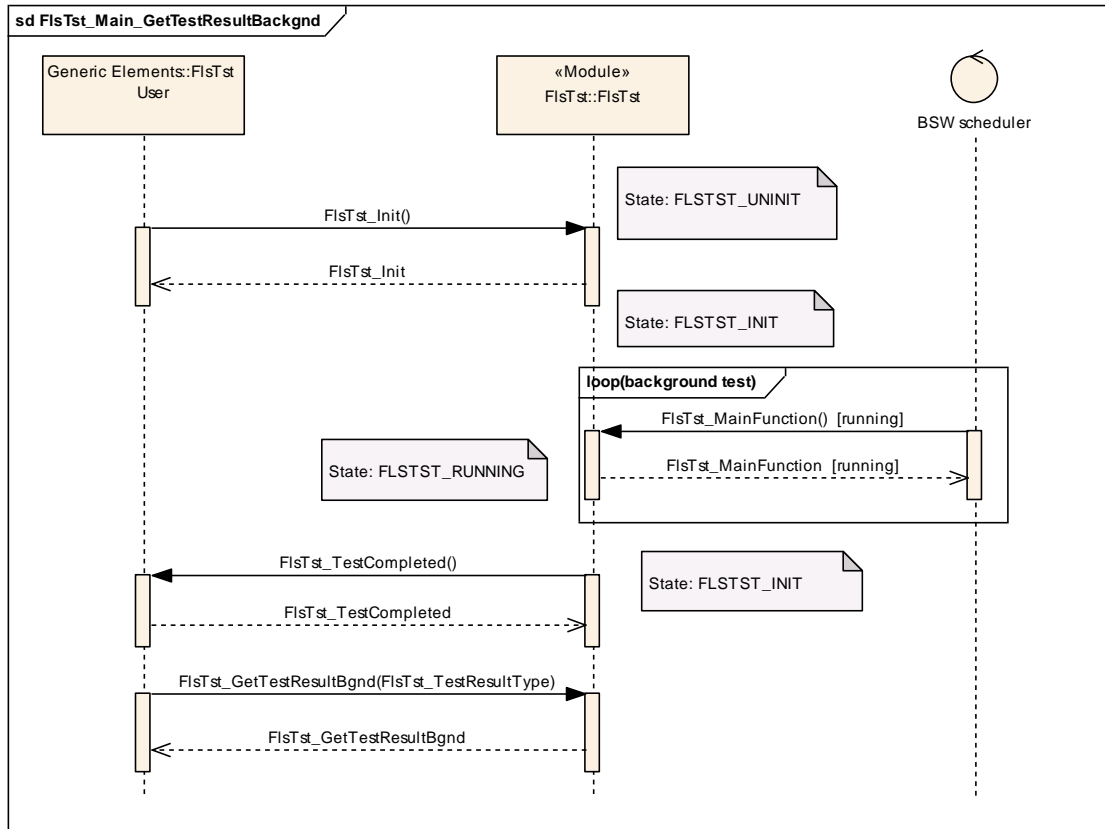 sd FlsTst_Main_GetTestResultBackgnd
Generic Elements::FlsTst
User
«Module»
FlsTst::FlsTst
BSW scheduler
State: FLSTST_UNINIT
FlsTst_Init()
FlsTst_Init
State: FLSTST_INIT
loop(background test)
FlsTst_MainFunction() [running]
State: FLSTST_RUNNING
FlsTst_MainFunction [running]
FlsTst_TestCompleted()
State: FLSTST_INIT
FlsTst_TestCompleted
FlsTst_GetTestResultBgnd(FlsTst_TestResultType)
FlsTst_GetTestResultBgnd